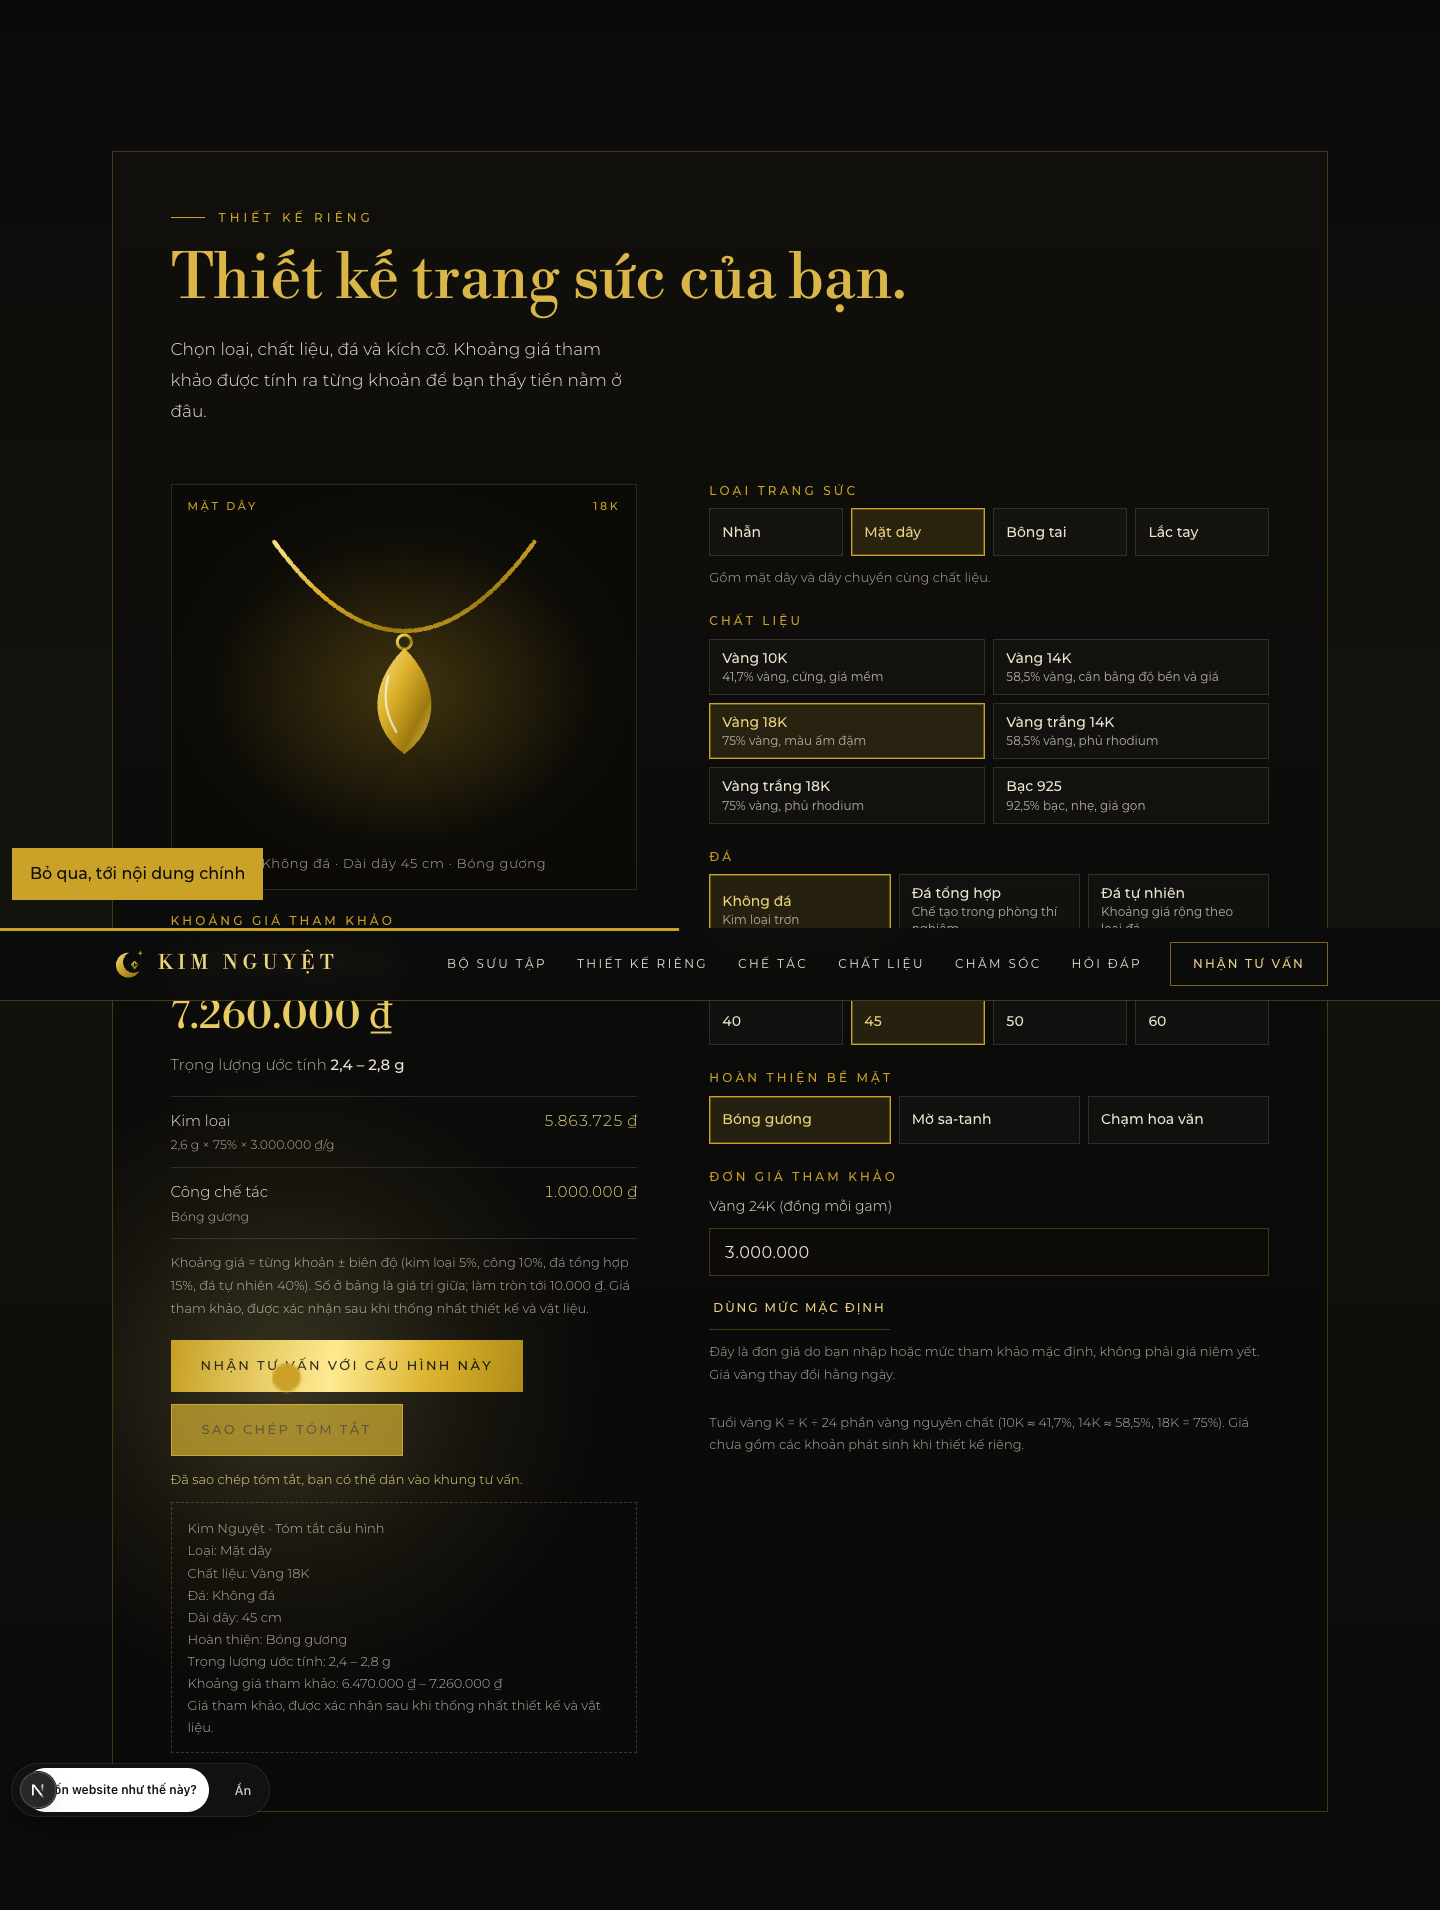 THIẾT KẾ RIÊNG
Thiết kế trang sức của bạn.
Chọn loại, chất liệu, đá và kích cỡ. Khoảng giá tham
khảo được tính ra từng khoản để bạn thấy tiền nằm ở
đâu.
MẶT DÂY
18K
Không đá · Dài dây 45 cm · Bóng gương
Bỏ qua, tới nội dung chính
KHOẢNG GIÁ THAM KHẢO
LOẠI TRANG SỨC
Nhẫn
Mặt dây
Bông tai
Lắc tay
Gồm mặt dây và dây chuyền cùng chất liệu.
CHẤT LIỆU
Vàng 10K
41,7% vàng, cứng, giá mềm
Vàng 14K
58,5% vàng, cân bằng độ bền và giá
Vàng 18K
75% vàng, màu ấm đậm
Vàng trắng 14K
58,5% vàng, phủ rhodium
Vàng trắng 18K
75% vàng, phủ rhodium
Bạc 925
92,5% bạc, nhẹ, giá gọn
ĐÁ
Không đá
Kim loại trơn
Đá tổng hợp
Chế tạo trong phòng thí
nghiệm
Đá tự nhiên
Khoảng giá rộng theo
loại đá
KIM NGUYỆT
BỘ SƯU TẬP
THIẾT KẾ RIÊNG
CHẾ TÁC
CHẤT LIỆU
CHĂM SÓC
HỎI ĐÁP
NHẬN TƯ VẤN
7.260.000 ₫
Trọng lượng ước tính 2,4 – 2,8 g
Kim loại
5.863.725 ₫
2,6 g × 75% × 3.000.000 ₫/g
Công chế tác
1.000.000 ₫
Bóng gương
Khoảng giá = từng khoản ± biên độ (kim loại 5%, công 10%, đá tổng hợp
15%, đá tự nhiên 40%). Số ở bảng là giá trị giữa; làm tròn tới 10.000 ₫. Giá
tham khảo, được xác nhận sau khi thống nhất thiết kế và vật liệu.
NHẬN TƯ VẤN VỚI CẤU HÌNH NÀY
SAO CHÉP TÓM TẮT
Đã sao chép tóm tắt, bạn có thể dán vào khung tư vấn.
Kim Nguyệt · Tóm tắt cấu hình
Loại: Mặt dây
Chất liệu: Vàng 18K
Đá: Không đá
Dài dây: 45 cm
Hoàn thiện: Bóng gương
Trọng lượng ước tính: 2,4 – 2,8 g
Khoảng giá tham khảo: 6.470.000 ₫ – 7.260.000 ₫
Giá tham khảo, được xác nhận sau khi thống nhất thiết kế và vật
liệu.
40
45
50
60
HOÀN THIỆN BỀ MẶT
Bóng gương
Mờ sa-tanh
Chạm hoa văn
ĐƠN GIÁ THAM KHẢO
Vàng 24K (đồng mỗi gam)
3.000.000
DÙNG MỨC MẶC ĐỊNH
Đây là đơn giá do bạn nhập hoặc mức tham khảo mặc định, không phải giá niêm yết.
Giá vàng thay đổi hằng ngày.
Tuổi vàng K = K ÷ 24 phần vàng nguyên chất (10K ≈ 41,7%, 14K ≈ 58,5%, 18K = 75%). Giá
chưa gồm các khoản phát sinh khi thiết kế riêng.
N
website như thế này?
Ẩn